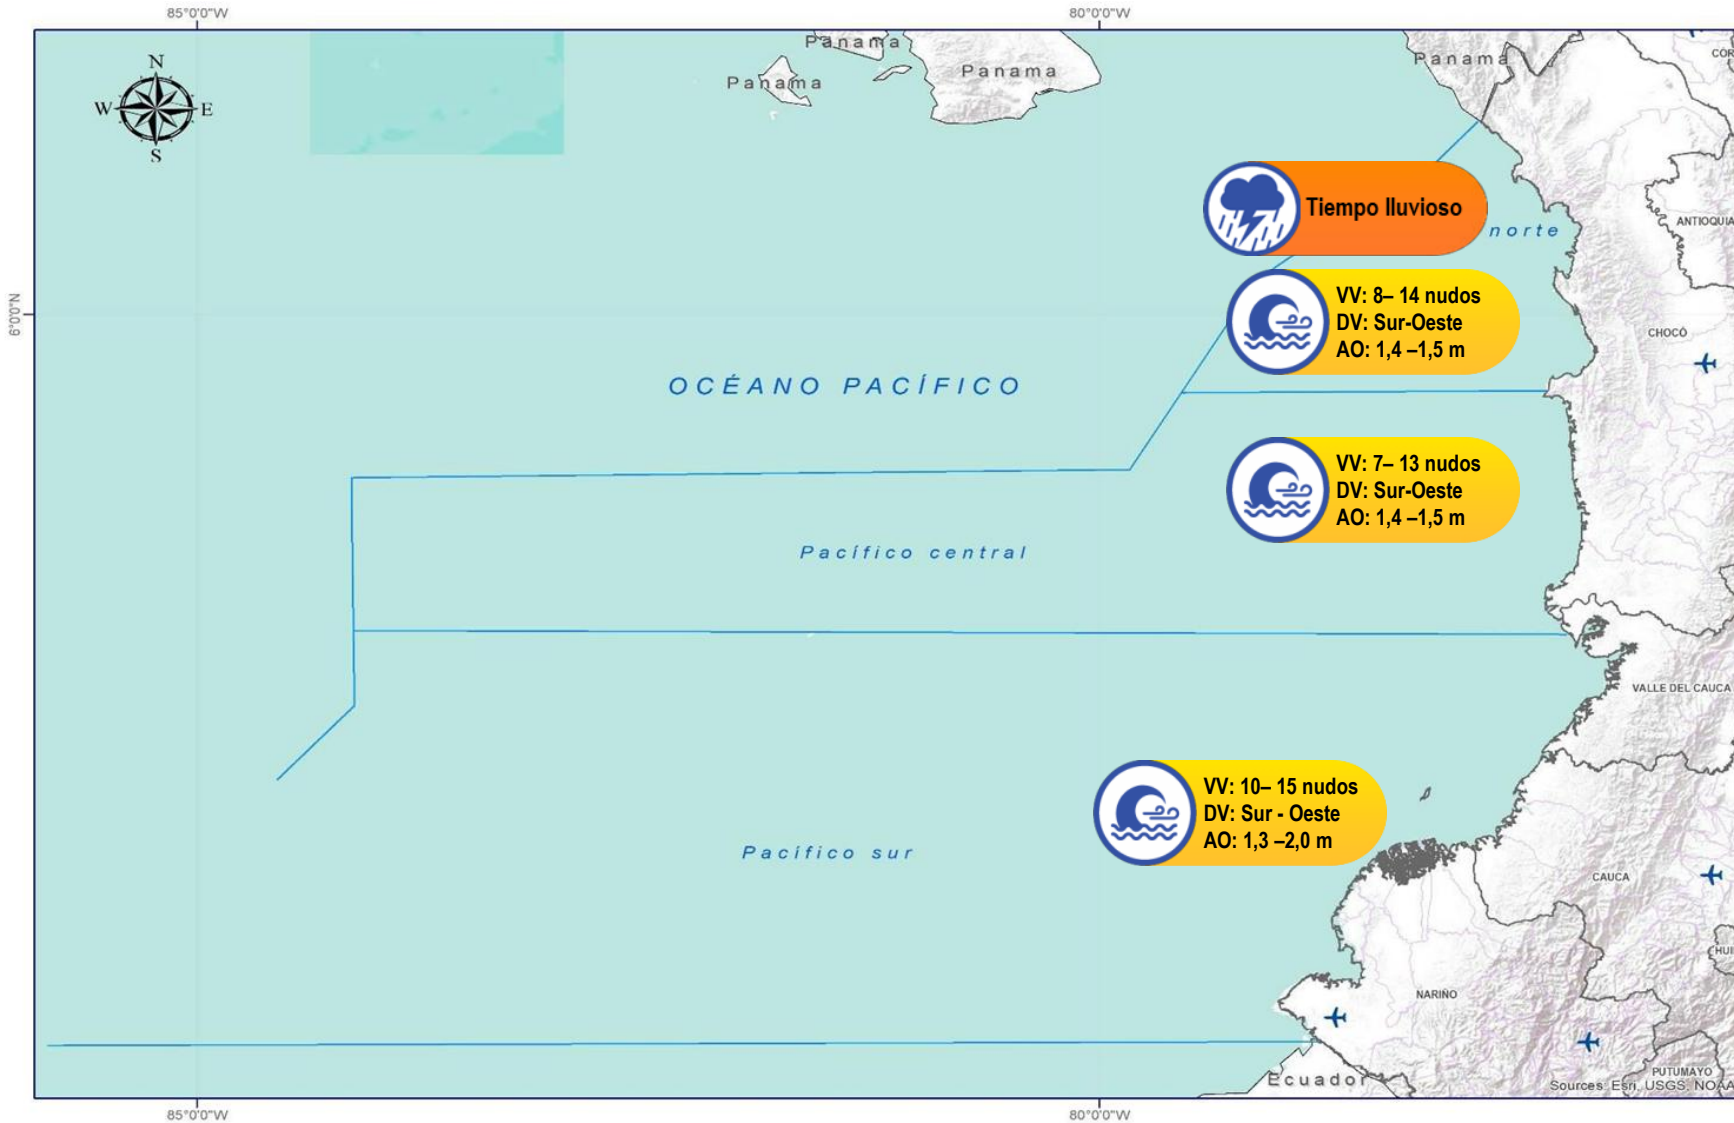 85°0'0"W
80°0'0"W
N
W
E
S
Panama
Panama
Panama
Panama
CÓR
Tiempo lluvioso
norte
ANTIOQUIA
6°0'0"N
VV: 8– 14 nudos
DV: Sur-Oeste
AO: 1,4 –1,5 m
CHOCÓ
OCÉANO PACÍFICO
VV: 7– 13 nudos
DV: Sur-Oeste
AO: 1,4 –1,5 m
Pacífico central
VALLE DEL CAUCA
VV: 10– 15 nudos
DV: Sur - Oeste
AO: 1,3 –2,0 m
Pacífico sur
CAUCA
HUI
NARIÑO
Ecuador
PUTUMAYO
Sources: Esri, USGS, NOAA
85°0'0"W
80°0'0"W